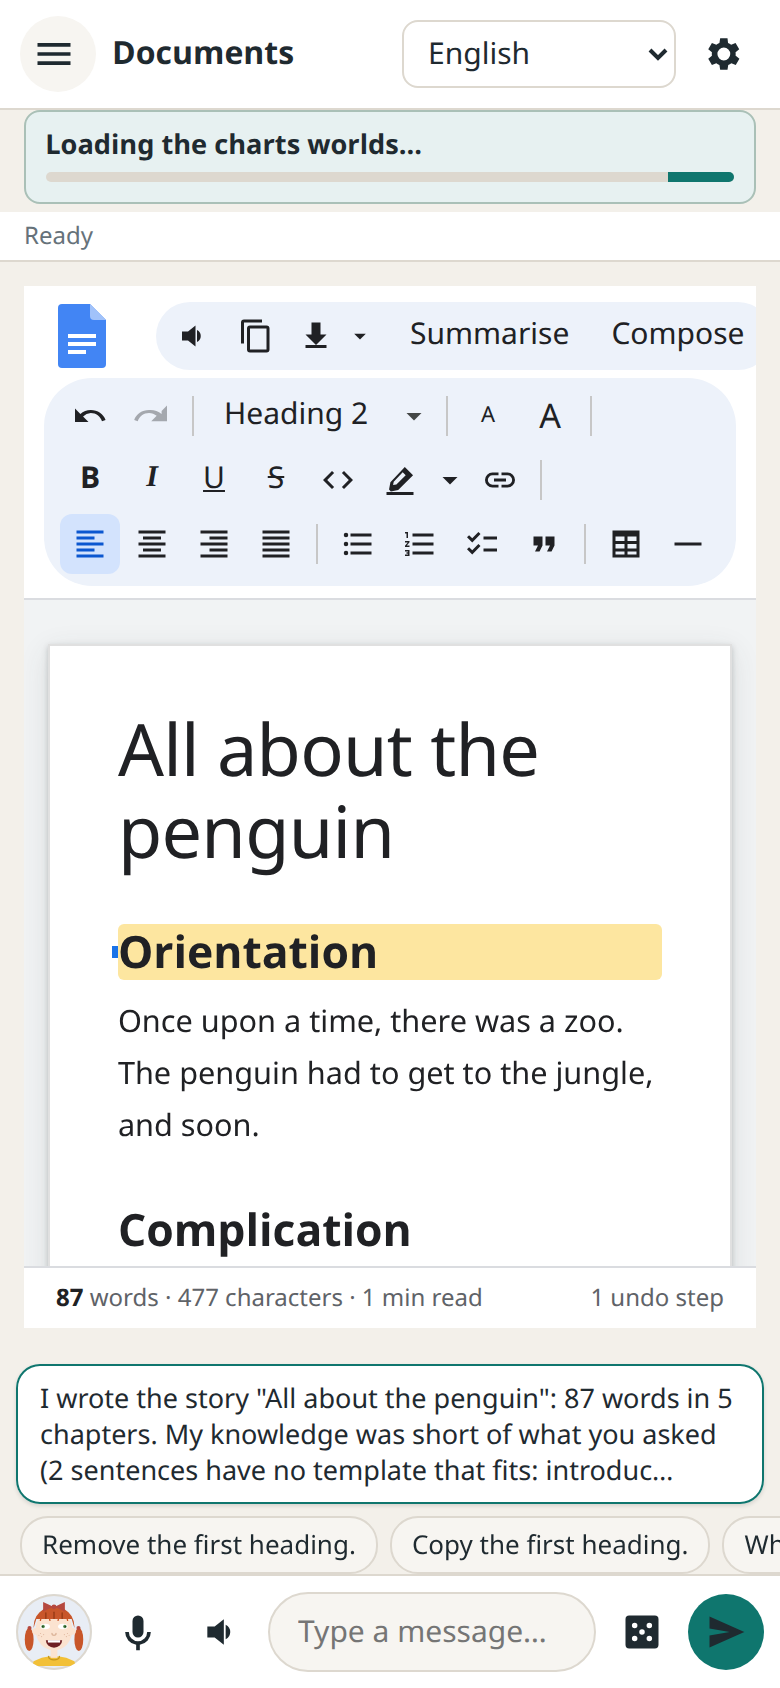 Documents
English
Loading the charts worlds...
Ready
Summarise
Compose
Heading 2
A
A
B
I
U
S
All about the
penguin
Orientation
Once upon a time, there was a zoo.
The penguin had to get to the jungle,
and soon.
Complication
87 words · 477 characters · 1 min read
1 undo step
I wrote the story "All about the penguin": 87 words in 5
chapters. My knowledge was short of what you asked
(2 sentences have no template that fits: introduc...
Remove the first heading.
Copy the first heading.
Wh
Type a message...